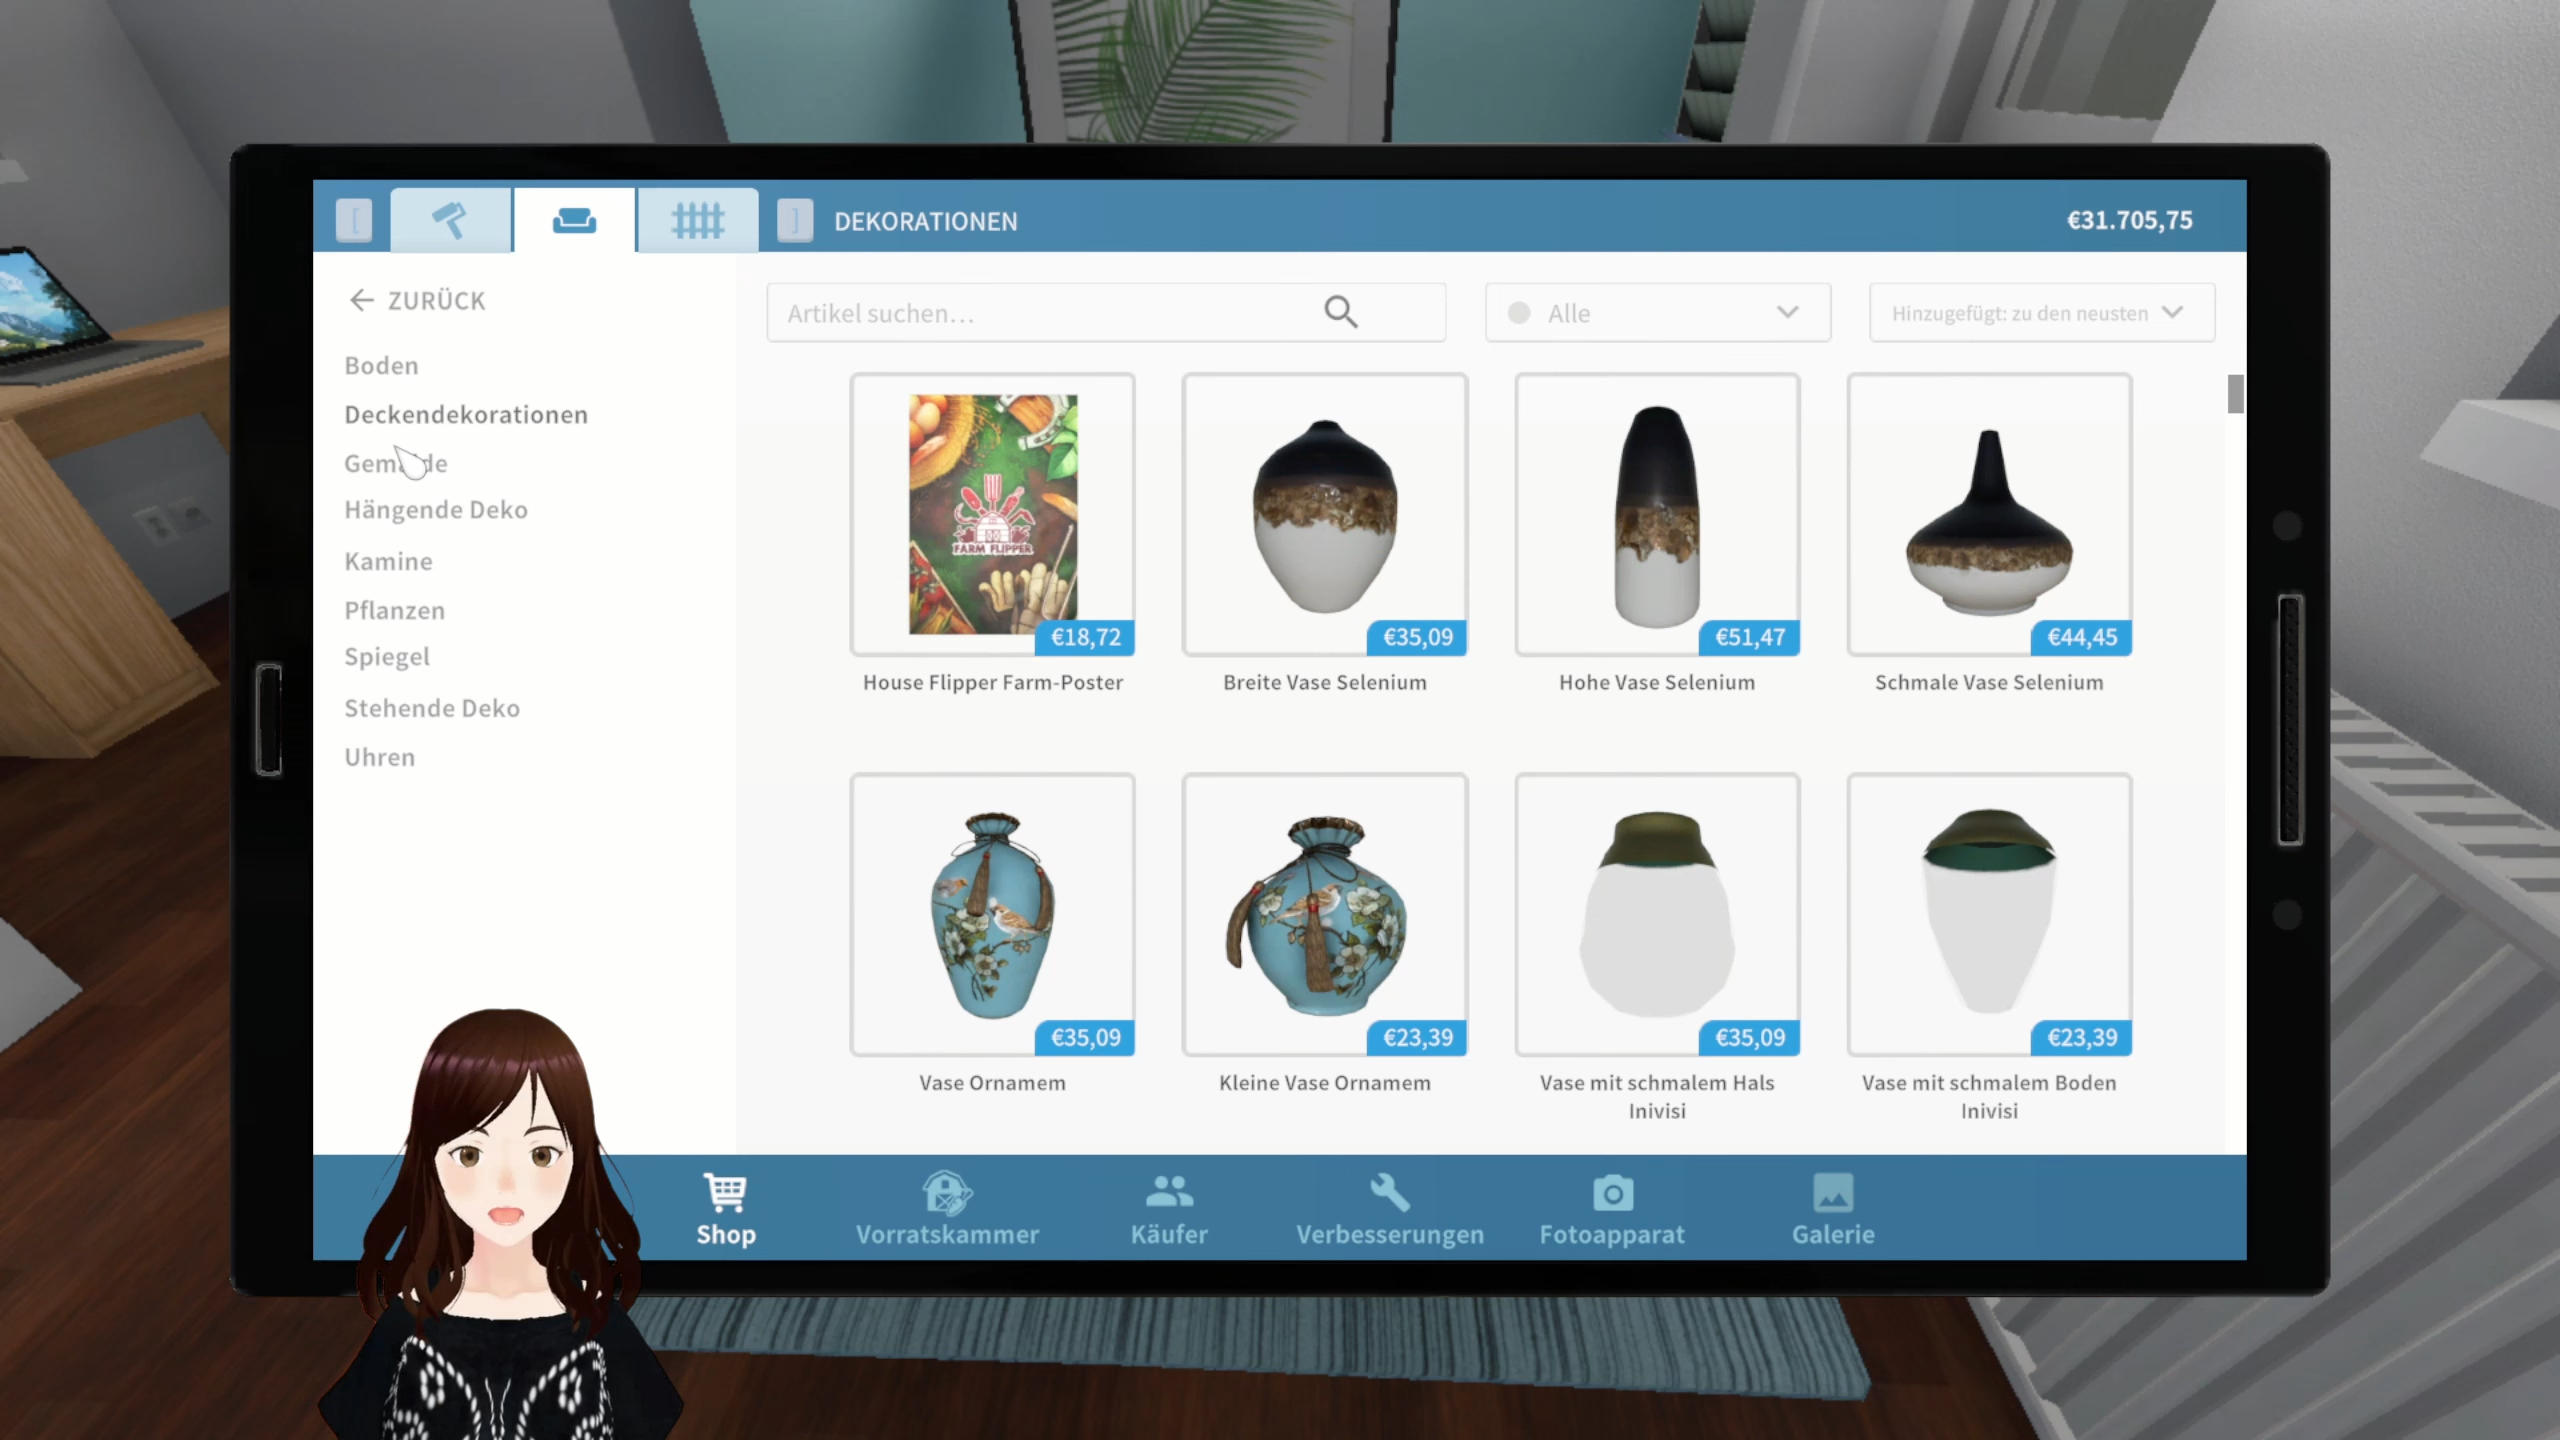 [
]
DEKORATIONEN
€31.705,75
ZURÜCK
Artikel suchen...
Alle
Hinzugefügt: zu den neusten
Boden
Deckendekorationen
Hängende Deko
Kamine
Pflanzen
Spiegel
Stehende Deko
Uhren
FARM FLIPPER
€18,72
€35,09
€51,47
€44,45
House Flipper Farm-Poster
Breite Vase Selenium
Hohe Vase Selenium
Schmale Vase Selenium
€35,09
€23,39
€35,09
€23,39
Vase Ornamem
Kleine Vase Ornamem
Vase mit schmalem Hals
Inivisi
Vase mit schmalem Boden
Inivisi
Shop
Vorratskammer
Käufer
Verbesserungen
Fotoapparat
Galerie